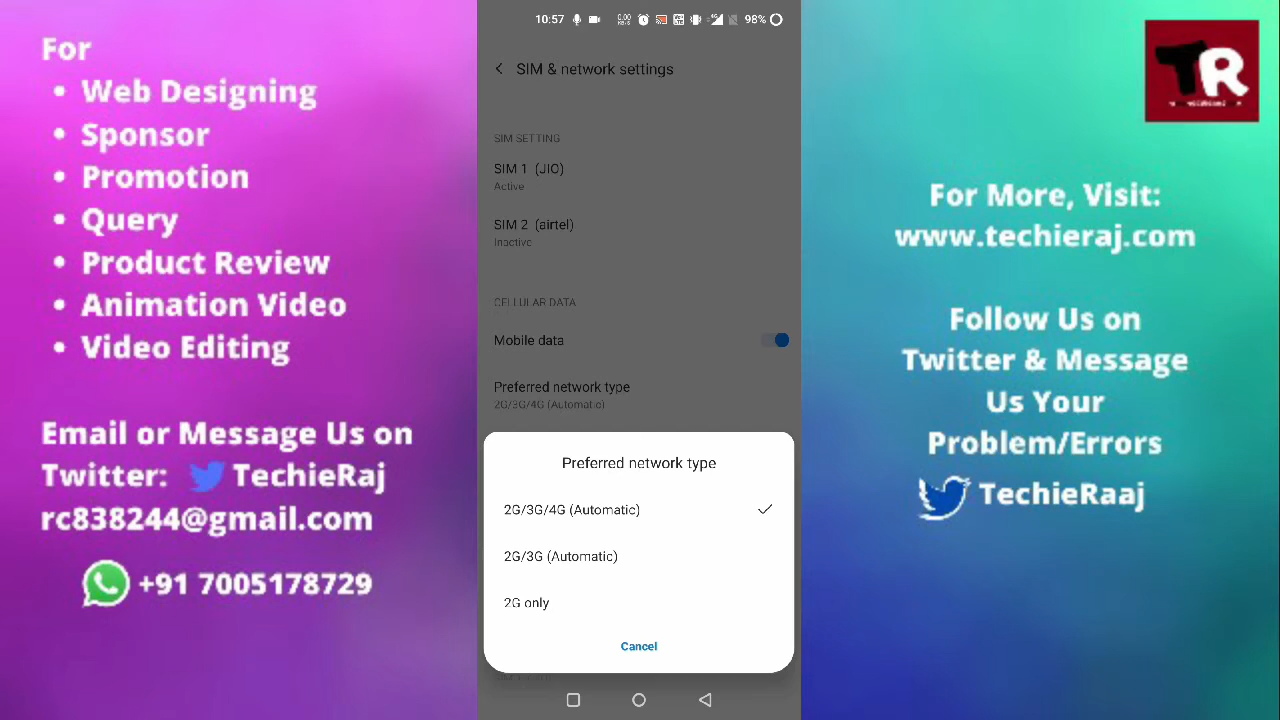 For
• Web Designing
• Sponsor
• Promotion
• Query
• Product Review
• Animation Video
• Video Editing
Email or Message Us on
Twitter: TechieRaj
rc838244@gmail.com
+91 7005178729
10:57
0.00
4G
98%
SIM & network settings
SIM SETTING
SIM 1 (JIO)
Active
SIM 2 (airtel)
Inactive
CELLULAR DATA
Mobile data
Preferred network type
2G/3G/4G (Automatic)
Preferred network type
2G/3G/4G (Automatic)
2G/3G (Automatic)
2G only
Cancel
TR
For More, Visit:
www.techieraj.com
Follow Us on
Twitter & Message
Us Your
Problem/Errors
TechieRaaj